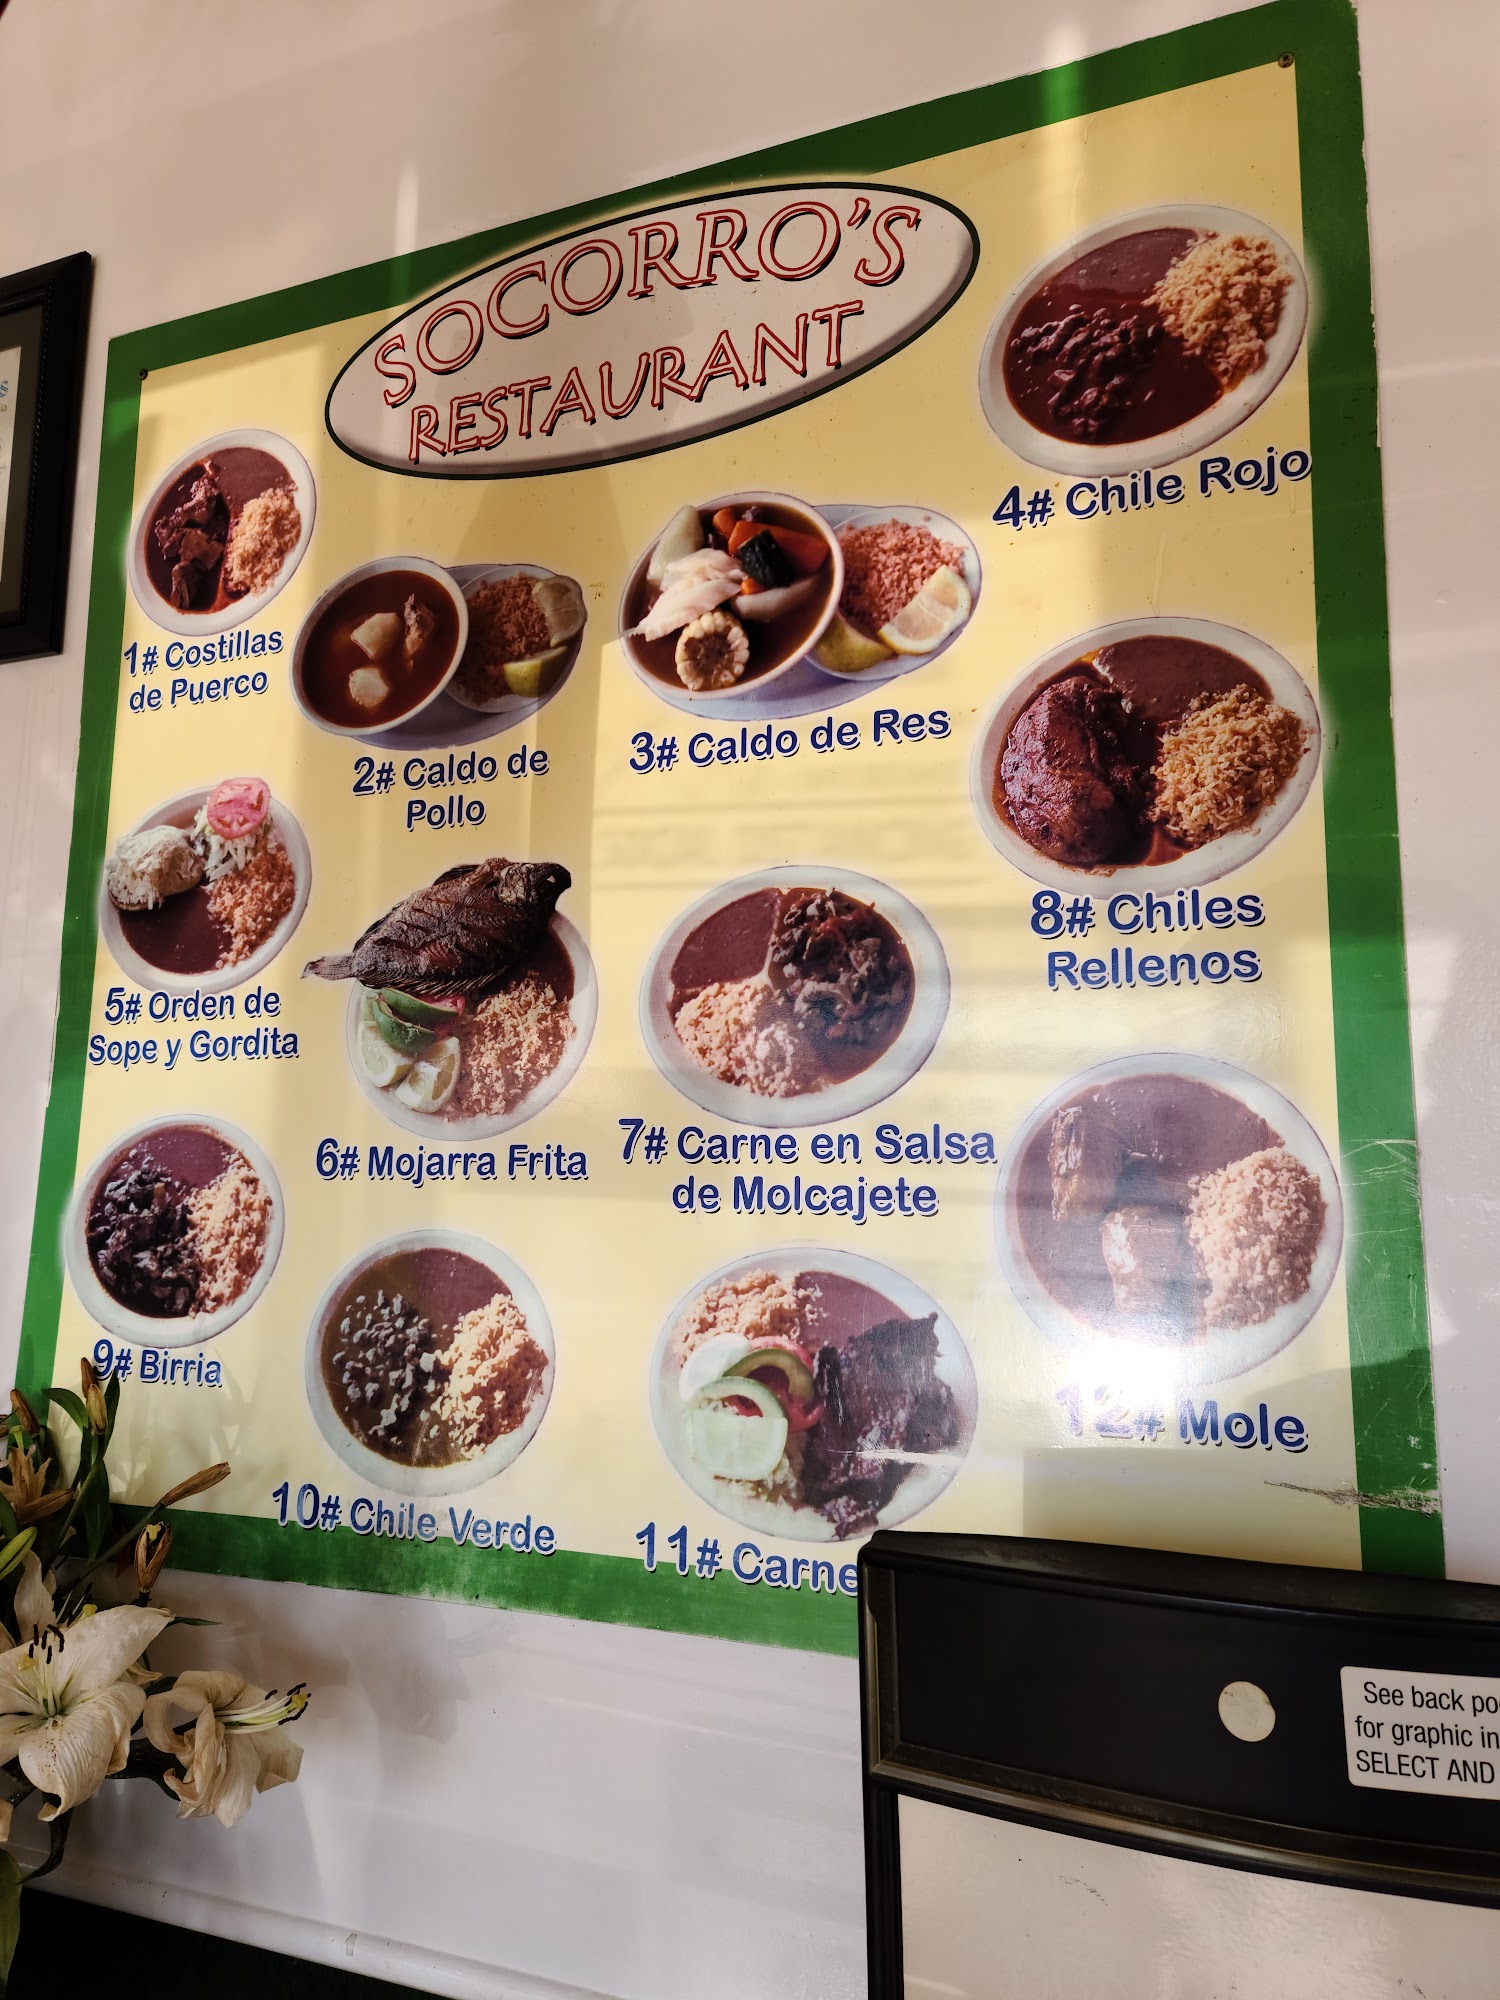 SOCORRO'S
RESTAURANT
1# Costillas
de Puerco
2# Caldo de
Pollo
3# Caldo de Res
4# Chile Rojo
5# Orden de
Sope y Gordita
6# Mojarra Frita
7# Carne en Salsa
de Molcajete
8# Chiles
Rellenos
9# Birria
10# Chile Verde
11# Carne
12# Mole
See back
for graphic
SELECT AND